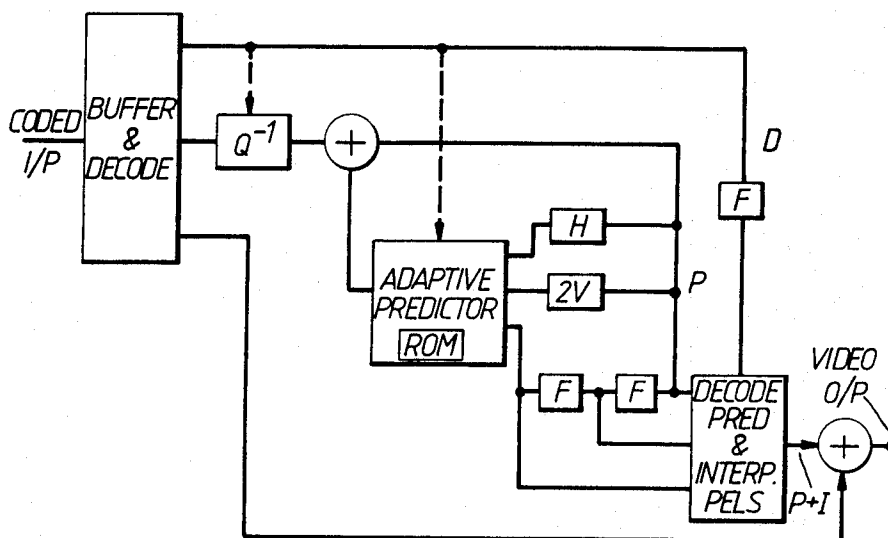 CODED
I/P
BUFFER
&
DECODE
Q⁻¹
+
D
F
H
ADAPTIVE
PREDICTOR
ROM
2V
P
F
F
DECODE
PRED
&
INTERP.
PELS
VIDEO
O/P
+
P+I